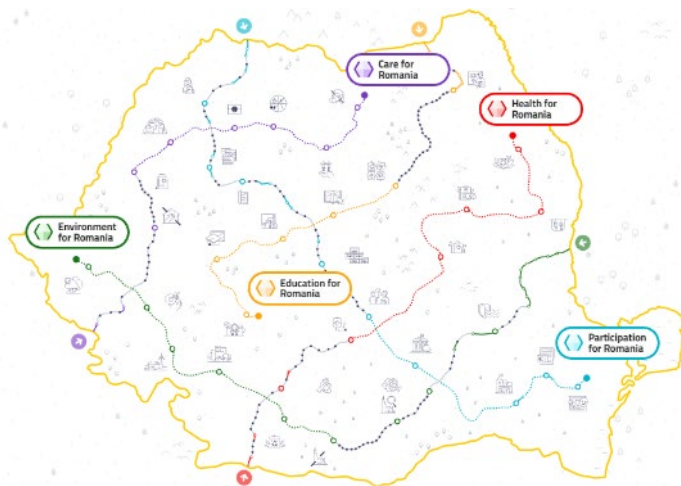 Care for
Romania
Health for
Romania
Environment
for Romania
Education for
Romania
Participation
for Romania